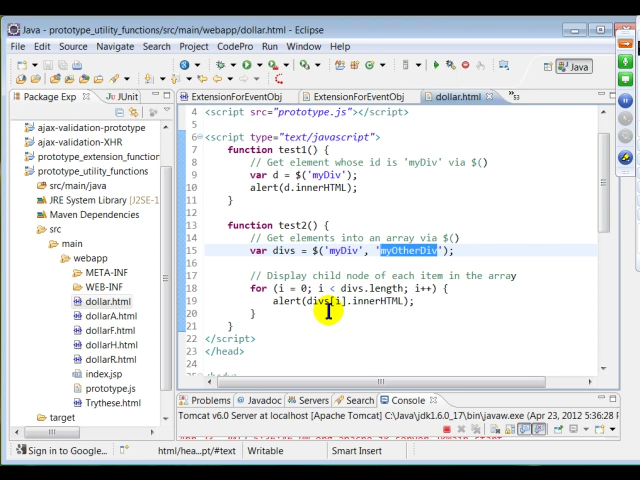 Java - prototype_utility_functions/src/main/webapp/dollar.html - Eclipse
File Edit Source Navigate Search Project CodePro Run Window Help
Java
Package Exp
JUnit
ajax-validation-prototype
ajax-validation-XHR
prototype_extension_function
prototype_utility_functions
src/main/java
JRE System Library [J2SE-1
Maven Dependencies
src
main
webapp
META-INF
WEB-INF
dollar.html
dollarA.html
dollarF.html
dollarH.html
dollarR.html
index.jsp
prototype.js
Trythese.html
target
ExtensionForEventObj
ExtensionForEventObj
dollar.html
53
4 <script src="prototype.js"></script>
5
6 <script type="text/javascript">
7 function test1() {
8 // Get element whose id is 'myDiv' via $()
9 var d = $('myDiv');
10 alert(d.innerHTML);
11 }
12
13 function test2() {
14 // Get elements into an array via $()
15 var divs = $('myDiv', 'myOtherDiv');
16
17 // Display child node of each item in the array
18 for (i = 0; i < divs.length; i++) {
19 alert(divs[i].innerHTML);
20 }
21 }
22 </script>
23 </head>
24
Problems Javadoc Servers Search Console
Tomcat v6.0 Server at localhost [Apache Tomcat] C:\Java\jdk1.6.0_17\bin\javaw.exe (Apr 23, 2012 5:36:28 P
Sign in to Google...
html/hea...pt/#text
Writable
Smart Insert